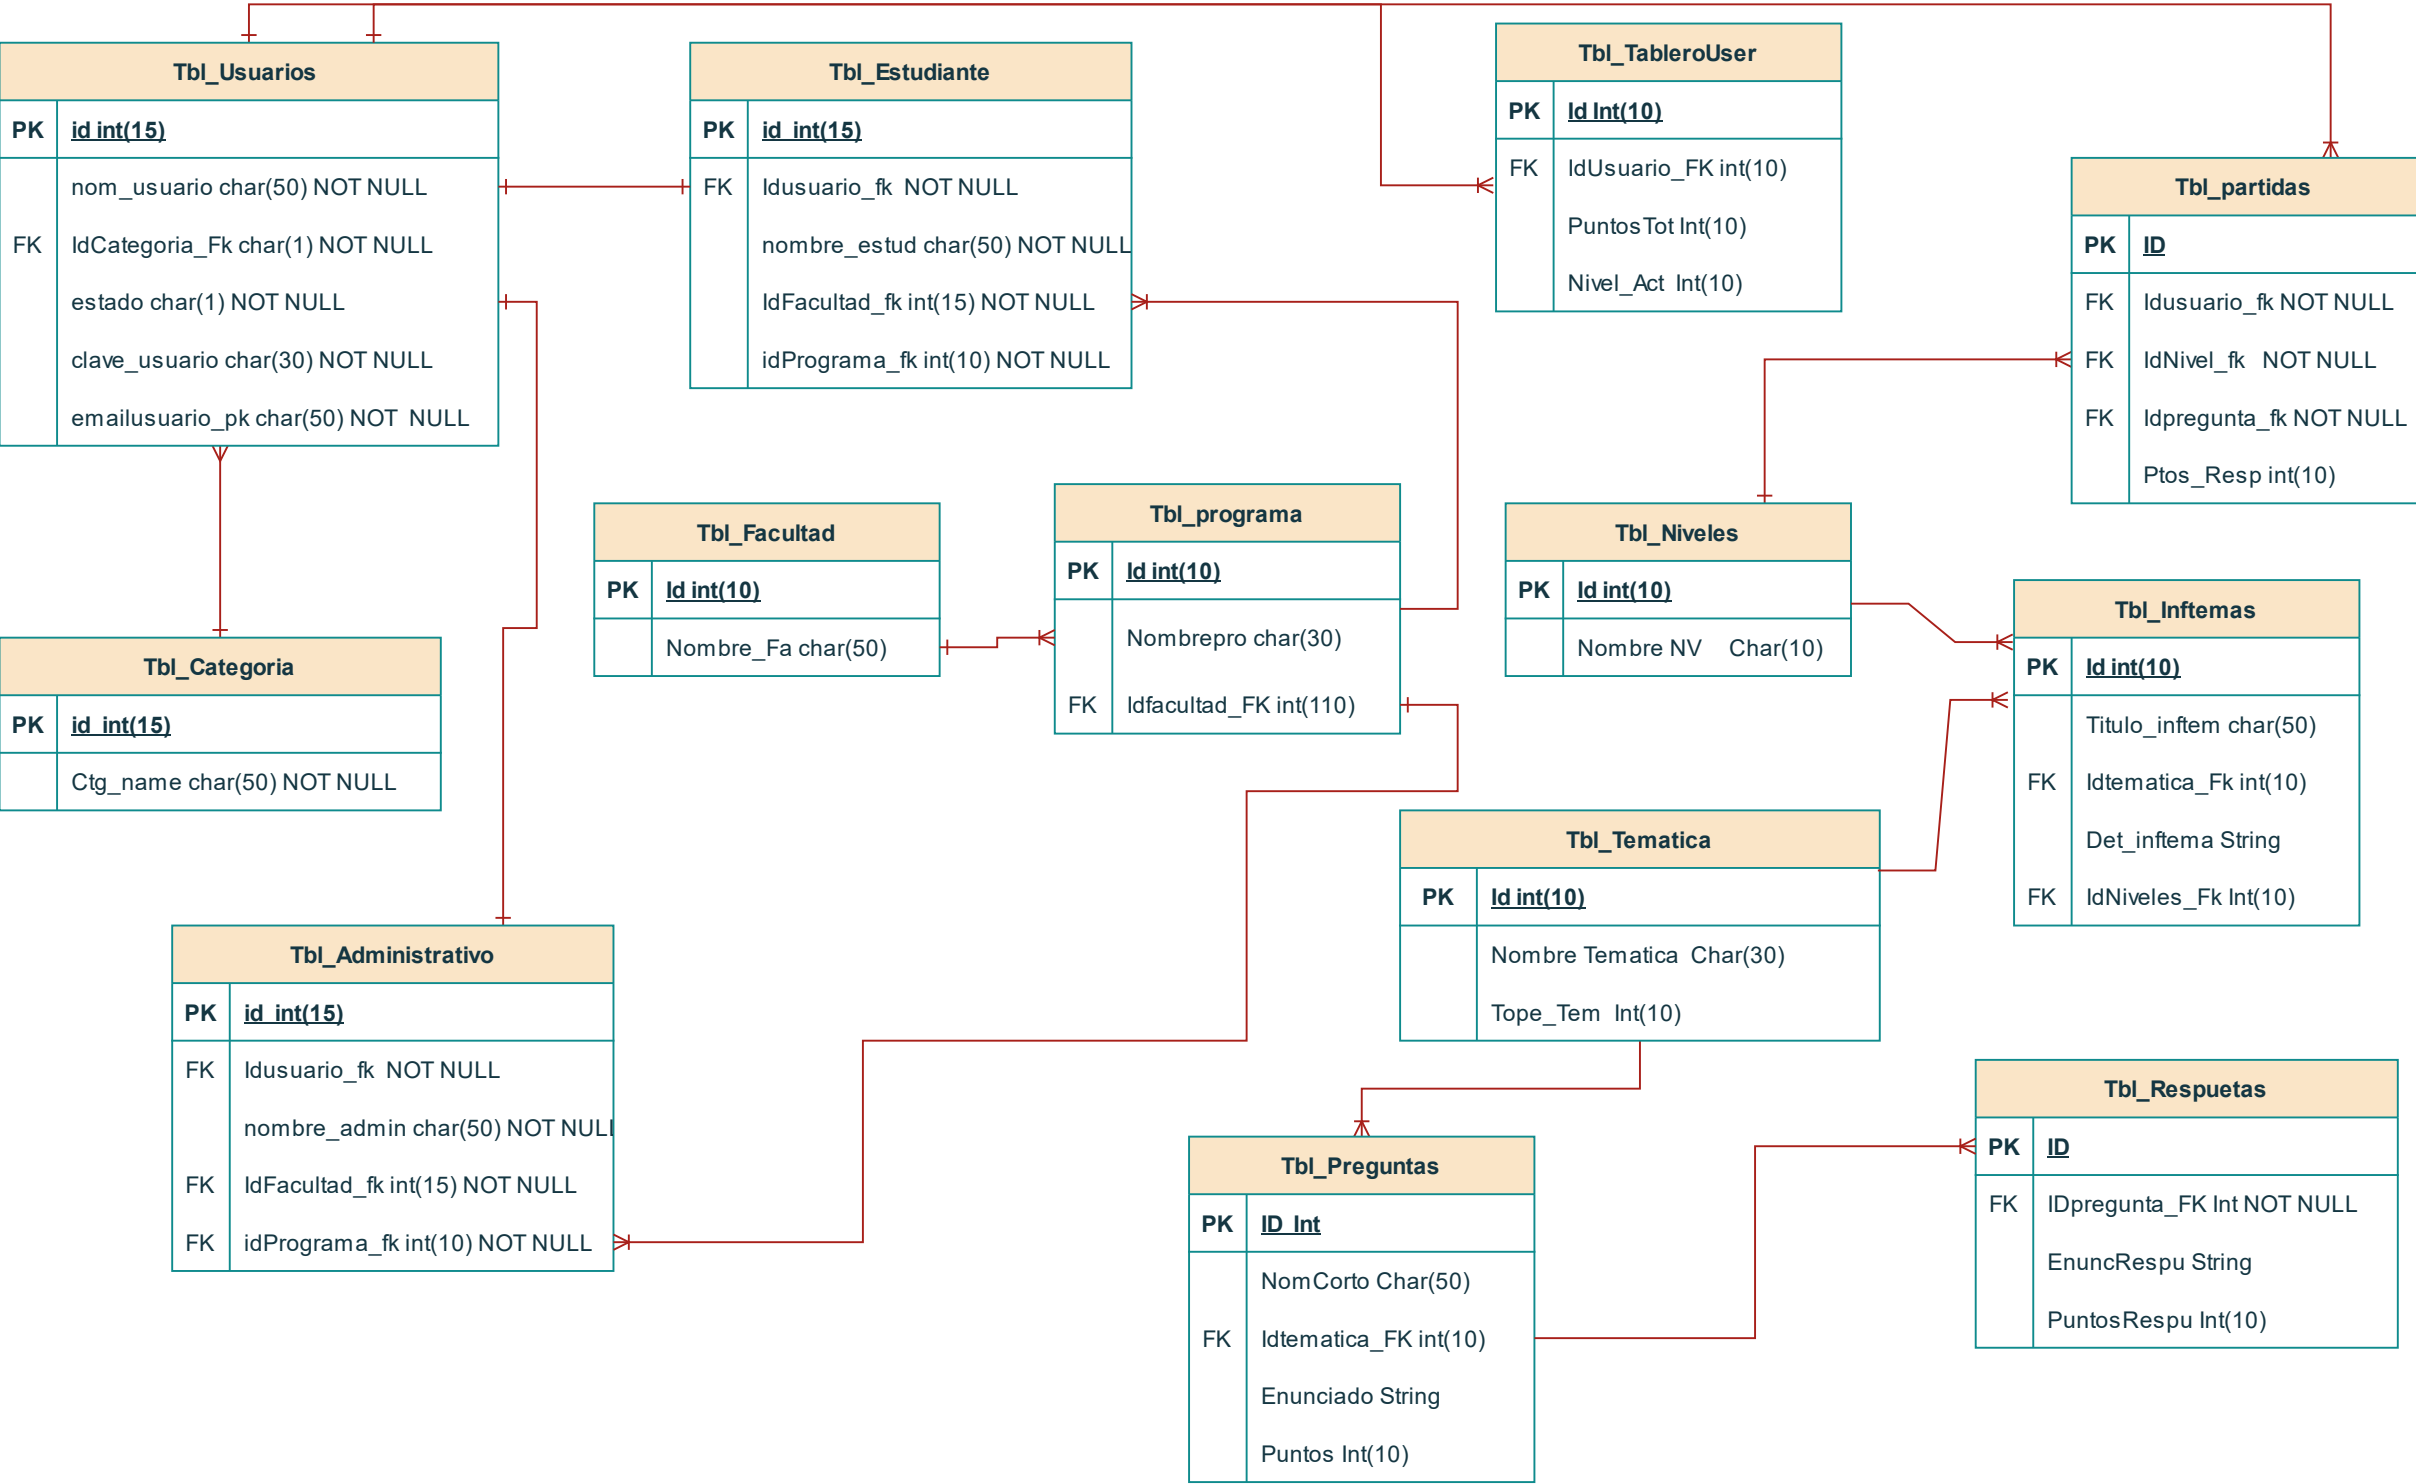 Tbl_Usuarios
PK id int(15)
nom_usuario char(50) NOT NULL
FK IdCategoria_Fk char(1) NOT NULL
estado char(1) NOT NULL
clave_usuario char(30) NOT NULL
emailusuario_pk char(50) NOT NULL
Tbl_Estudiante
PK id int(15)
FK Idusuario_fk NOT NULL
nombre_estud char(50) NOT NULL
IdFacultad_fk int(15) NOT NULL
idPrograma_fk int(10) NOT NULL
Tbl_TableroUser
PK Id Int(10)
FK IdUsuario_FK int(10)
PuntosTot Int(10)
Nivel_Act Int(10)
Tbl_partidas
PK ID
FK Idusuario_fk NOT NULL
FK IdNivel_fk NOT NULL
FK Idpregunta_fk NOT NULL
Ptos_Resp int(10)
Tbl_Facultad
PK Id int(10)
Nombre_Fa char(50)
Tbl_programa
PK Id int(10)
Nombrepro char(30)
FK Idfacultad_FK int(110)
Tbl_Niveles
PK Id int(10)
Nombre NV Char(10)
Tbl_Inftemas
PK Id int(10)
Titulo_inftem char(50)
FK Idtematica_Fk int(10)
Det_inftema String
FK IdNiveles_Fk Int(10)
Tbl_Categoria
PK id int(15)
Ctg_name char(50) NOT NULL
Tbl_Tematica
PK Id int(10)
Nombre Tematica Char(30)
Tope_Tem Int(10)
Tbl_Administrativo
PK id int(15)
FK Idusuario_fk NOT NULL
nombre_admin char(50) NOT NULL
FK IdFacultad_fk int(15) NOT NULL
FK idPrograma_fk int(10) NOT NULL
Tbl_Preguntas
PK ID Int
NomCorto Char(50)
FK Idtematica_FK int(10)
Enunciado String
Puntos Int(10)
Tbl_Respuetas
PK ID
FK IDpregunta_FK Int NOT NULL
EnuncRespu String
PuntosRespu Int(10)